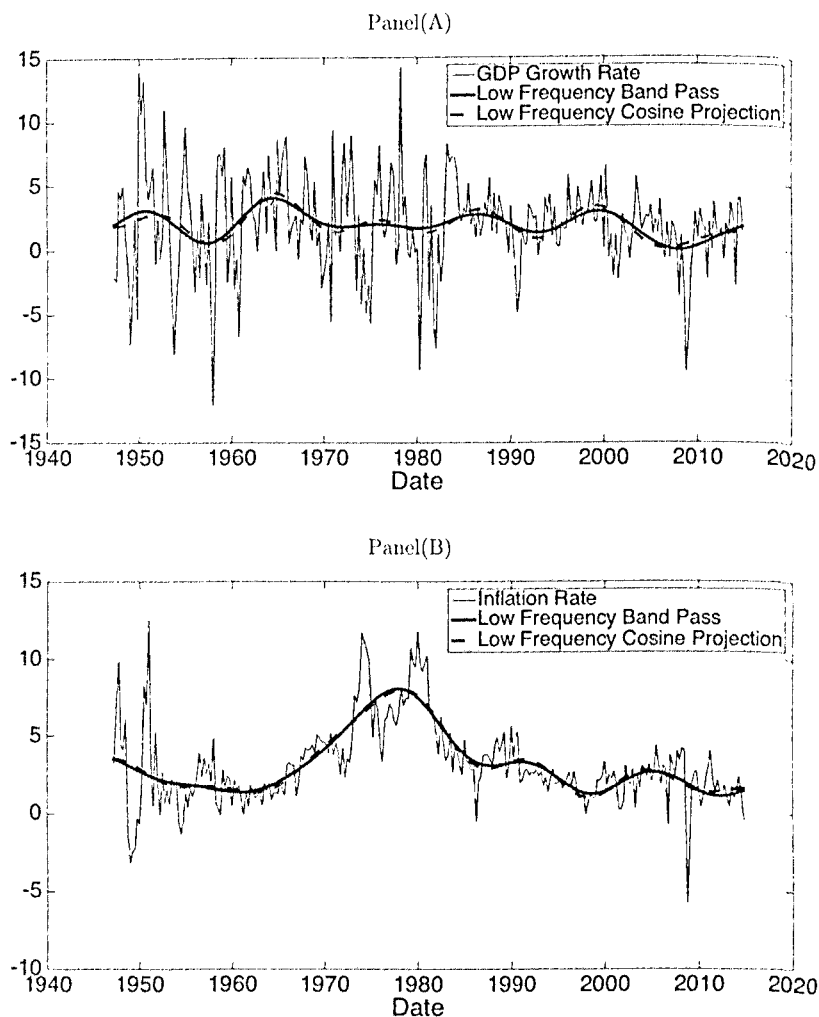 Panel(A)
15
10
5
0
-5
-10
-15
GDP Growth Rate
Low Frequency Band Pass
Low Frequency Cosine Projection
1940 1950 1960 1970 1980 1990 2000 2010 2020
Date
Panel(B)
15
10
5
0
-5
-10
Inflation Rate
Low Frequency Band Pass
Low Frequency Cosine Projection
1940 1950 1960 1970 1980 1990 2000 2010 2020
Date